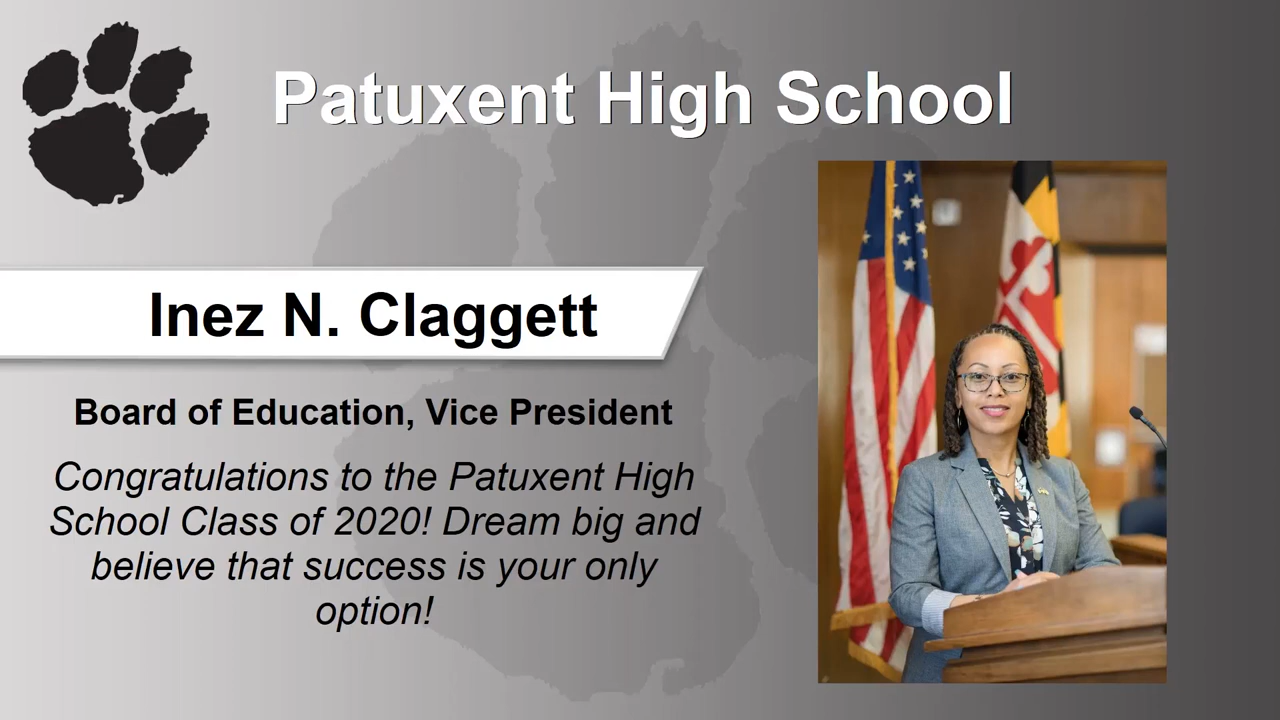 Patuxent High School
Inez N. Claggett
Board of Education, Vice President
Congratulations to the Patuxent High
School Class of 2020! Dream big and
believe that success is your only
option!